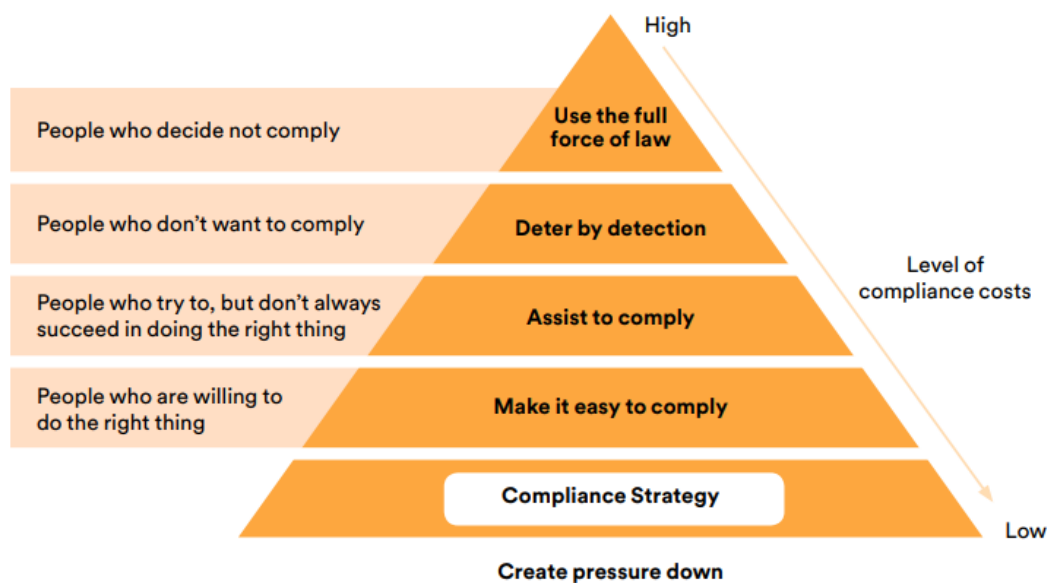 High
People who decide not comply
Use the full
force of law
People who don't want to comply
Deter by detection
Level of
compliance costs
People who try to, but don't always
succeed in doing the right thing
Assist to comply
People who are willing to
do the right thing
Make it easy to comply
Compliance Strategy
Low
Create pressure down